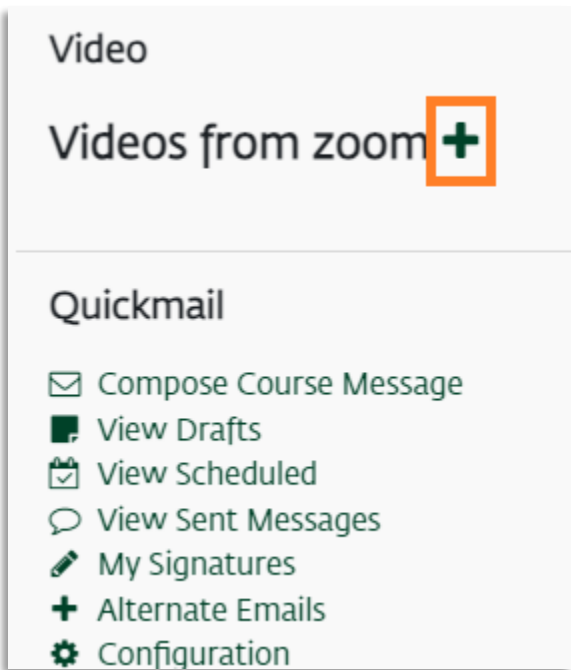 Video
Videos from zoom
Quickmail
Compose Course Message
View Drafts
View Scheduled
View Sent Messages
My Signatures
Alternate Emails
Configuration